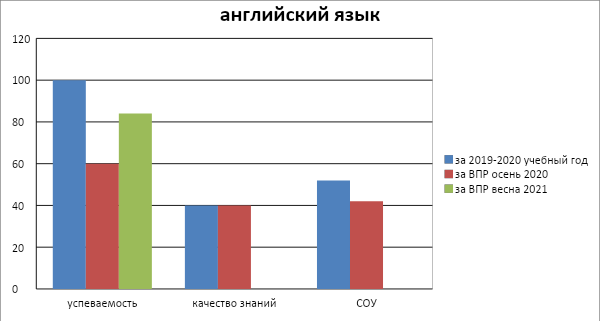 английский язык
120
100
80
60
40
20
0
успеваемость
качество знаний
СОУ
за 2019-2020 учебный год
за ВПР осень 2020
за ВПР весна 2021